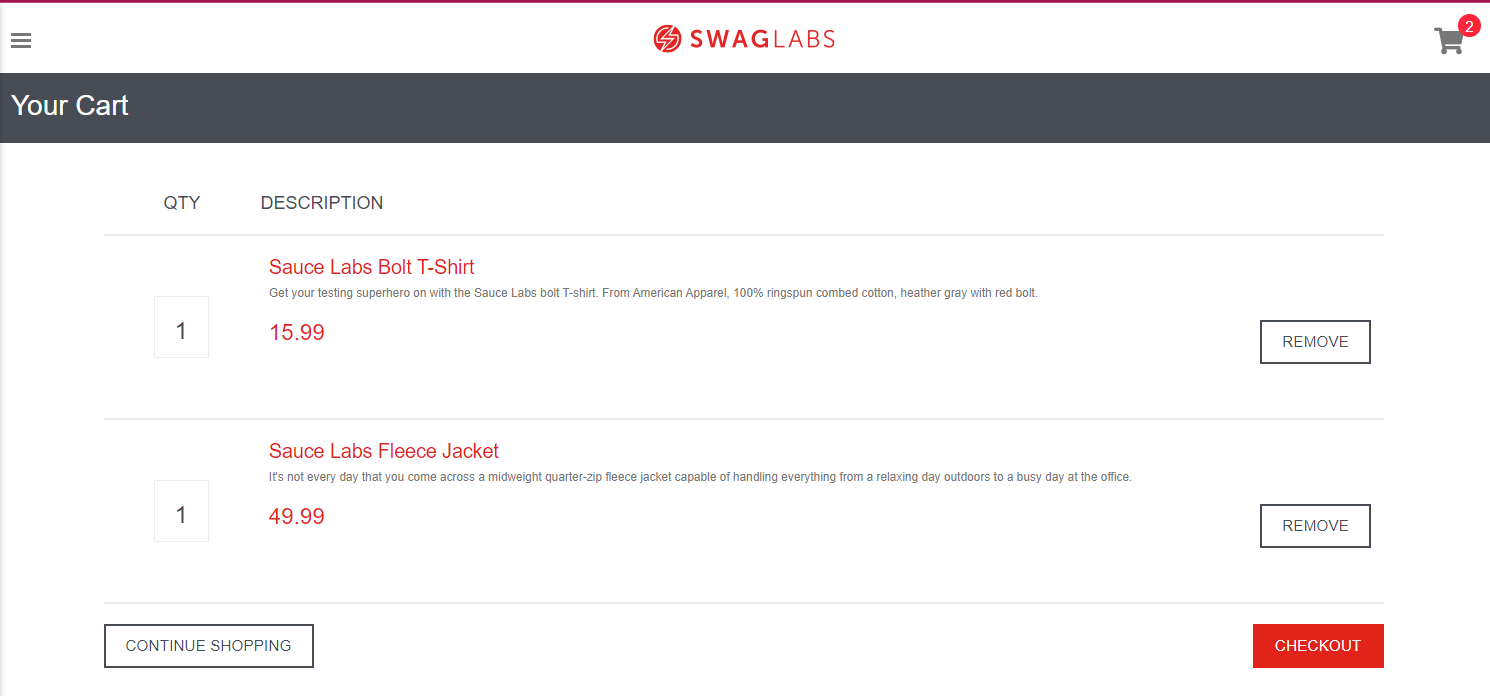 SWAGLABS
2
Your Cart
QTY DESCRIPTION
Sauce Labs Bolt T-Shirt
Get your testing superhero on with the Sauce Labs bolt T-shirt. From American Apparel, 100% ringspun combed cotton, heather gray with red bolt.
1
15.99
REMOVE
Sauce Labs Fleece Jacket
It's not every day that you come across a midweight quarter-zip fleece jacket capable of handling everything from a relaxing day outdoors to a busy day at the office.
1
49.99
REMOVE
CONTINUE SHOPPING
CHECKOUT